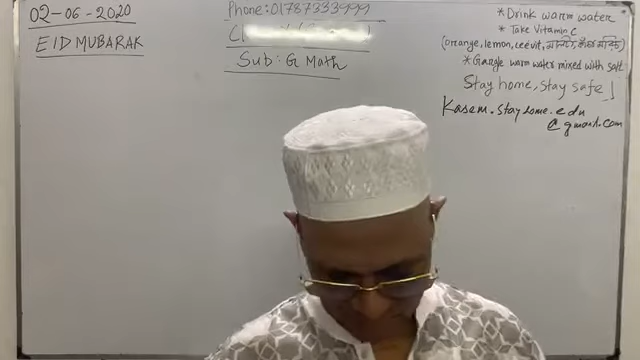 02-06-2020
EID MUBARAK
Phone: 01787333999
Sub: G Math
* Drink warm water
* Take Vitamin C
(orrange, lemon, ceevit,
* Gargle warm water mixed with salt
Stay home, Stay safe]
Kasem.stayhome.edu
@gmail.com